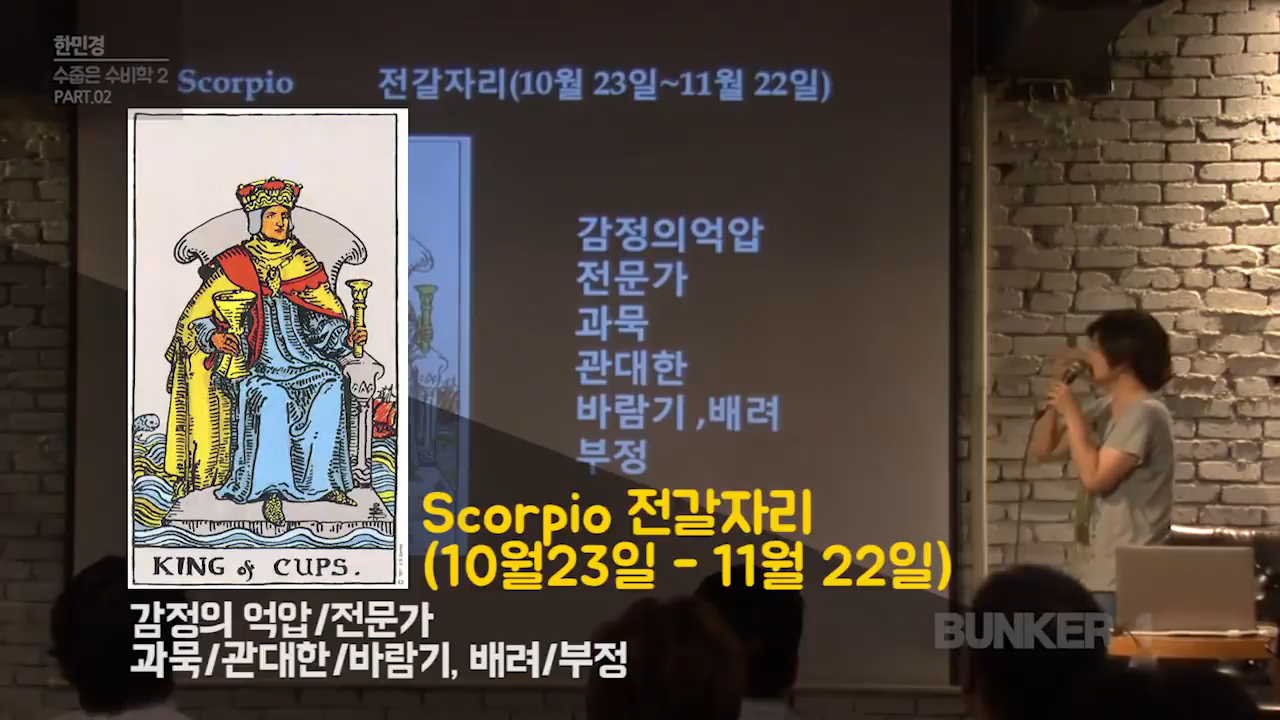 한민경
수줍은 수비학 2
PART.02
Scorpio 전갈자리(10월 23일~11월 22일)
감정의억압
전문가
과묵
관대한
바람기 ,배려
부정
KING of CUPS.
Scorpio 전갈자리
(10월23일 - 11월 22일)
감정의 억압/전문가
과묵/관대한/바람기, 배려/부정
BUNKER 1